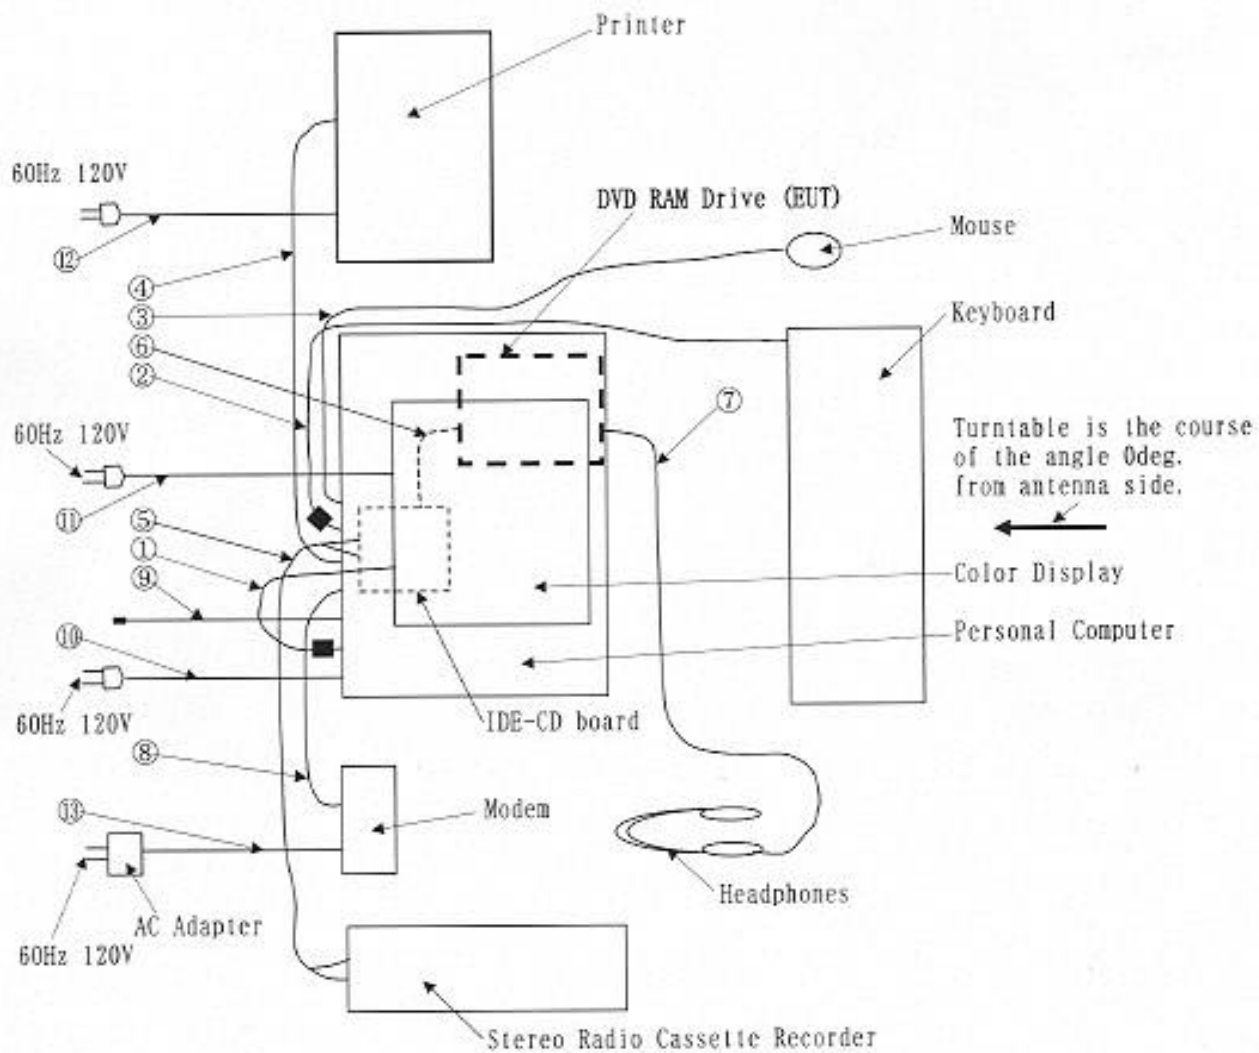 Printer
60Hz 120V
DVD RAM Drive (EUT)
Mouse
⑫
④
③
Keyboard
⑥
②
⑦
60Hz 120V
Turntable is the course
of the angle 0deg.
from antenna side.
⑪
⑤
①
⑨
Color Display
⑩
Personal Computer
60Hz 120V
IDE-CD board
⑧
⑬
Modem
Headphones
AC Adapter
60Hz 120V
Stereo Radio Cassette Recorder